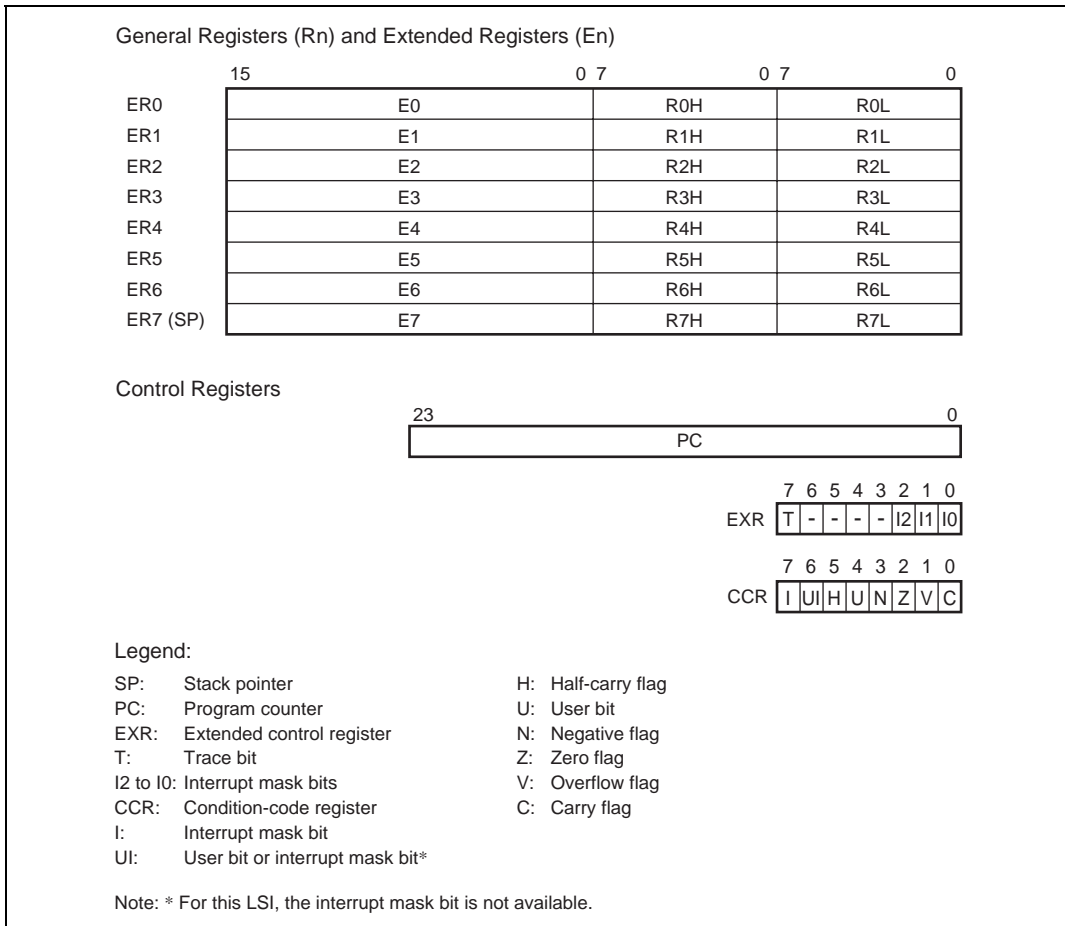 General Registers (Rn) and Extended Registers (En)
15 0 7 0 7 0
ER0 E0 R0H R0L
ER1 E1 R1H R1L
ER2 E2 R2H R2L
ER3 E3 R3H R3L
ER4 E4 R4H R4L
ER5 E5 R5H R5L
ER6 E6 R6H R6L
ER7 (SP) E7 R7H R7L
Control Registers
23 0
PC
7 6 5 4 3 2 1 0
EXR T - - - - I2 I1 I0
7 6 5 4 3 2 1 0
CCR I UI H U N Z V C
Legend:
SP: Stack pointer
PC: Program counter
EXR: Extended control register
T: Trace bit
I2 to I0: Interrupt mask bits
CCR: Condition-code register
I: Interrupt mask bit
UI: User bit or interrupt mask bit*
H: Half-carry flag
U: User bit
N: Negative flag
Z: Zero flag
V: Overflow flag
C: Carry flag
Note: * For this LSI, the interrupt mask bit is not available.